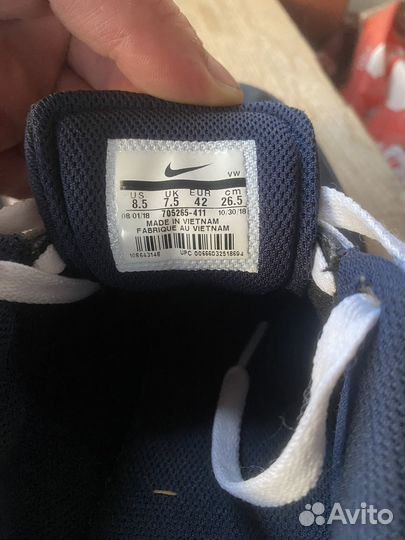 VW
US UK EUR cm
8.5 7.5 42 26.5
08/01/18 705265-411 10/30/18
MADE IN VIETNAM
FABRIQUE AU VIETNAM
UPC 00666032518694
Avito